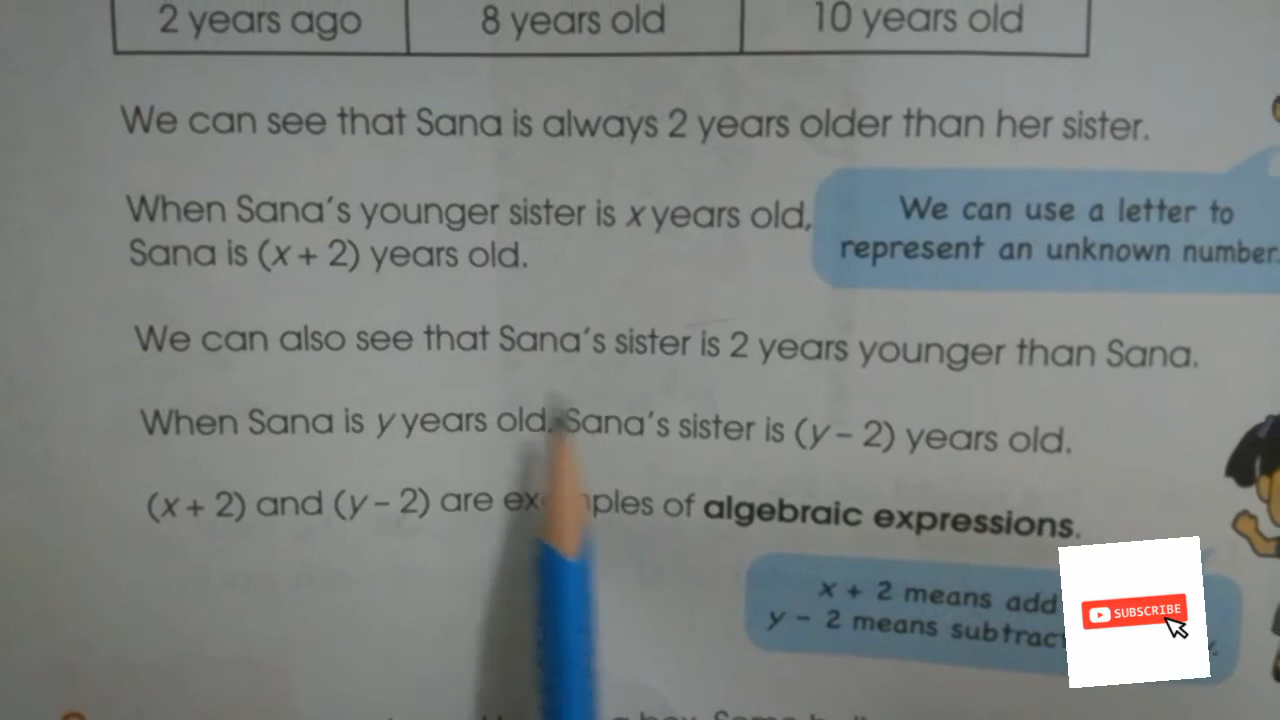 2 years ago 8 years old 10 years old
We can see that Sana is always 2 years older than her sister.
When Sana's younger sister is x years old,
Sana is (x + 2) years old.
We can use a letter to
represent an unknown number.
We can also see that Sana's sister is 2 years younger than Sana.
When Sana is y years old, Sana's sister is (y – 2) years old.
(x + 2) and (y – 2) are examples of algebraic expressions.
x + 2 means add
y – 2 means subtract
SUBSCRIBE